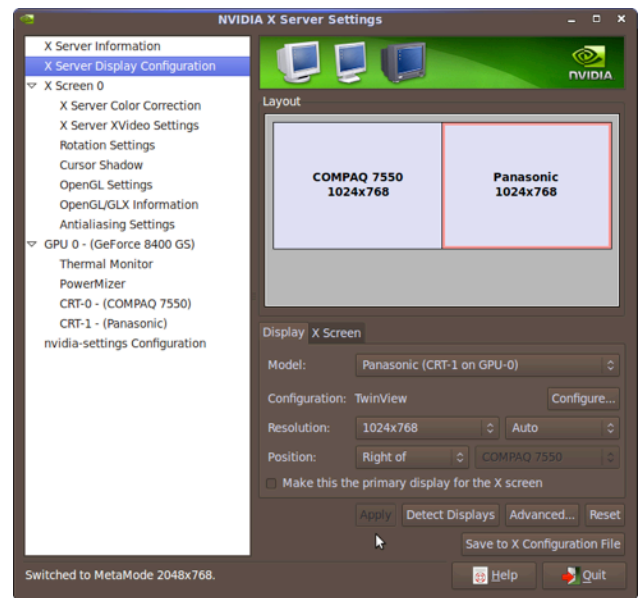 NVIDIA X Server Settings
X Server Information
X Server Display Configuration
X Screen 0
X Server Color Correction
X Server XVideo Settings
Rotation Settings
Cursor Shadow
OpenGL Settings
OpenGL/GLX Information
Antialiasing Settings
GPU 0 - (GeForce 8400 GS)
Thermal Monitor
PowerMizer
CRT-0 - (COMPAQ 7550)
CRT-1 - (Panasonic)
nvidia-settings Configuration
NVIDIA
Layout
COMPAQ 7550
1024x768
Panasonic
1024x768
Display X Screen
Model: Panasonic (CRT-1 on GPU-0)
Configuration: TwinView Configure...
Resolution: 1024x768 Auto
Position: Right of COMPAQ 7550
Make this the primary display for the X screen
Apply Detect Displays Advanced... Reset
Save to X Configuration File
Switched to MetaMode 2048x768. Help Quit